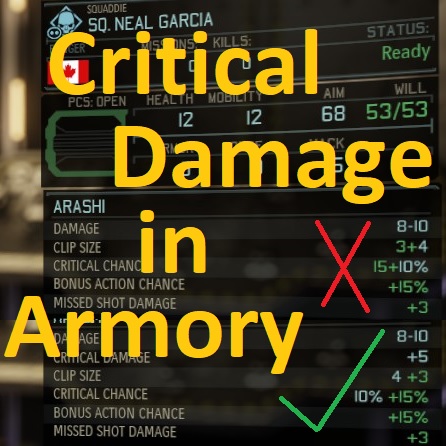 SQUADDIE
SQ. NEAL GARCIA
KILLS:
STATUS:
Ready
Critical
PCS: OPEN
HEALTH MOBILITY AIM WILL
12 12 68 53/53
Damage
ARASHI
DAMAGE 8-10
CLIP SIZE 3+4
CRITICAL 15+10%
BONUS ACTION CHANCE +15%
MISSED SHOT DAMAGE +3
in
Armory
8-10
CRITICAL DAMAGE +5
CLIP SIZE 4 +3
CRITICAL CHANCE 10% +15%
BONUS ACTION CHANCE +15%
MISSED SHOT DAMAGE +3